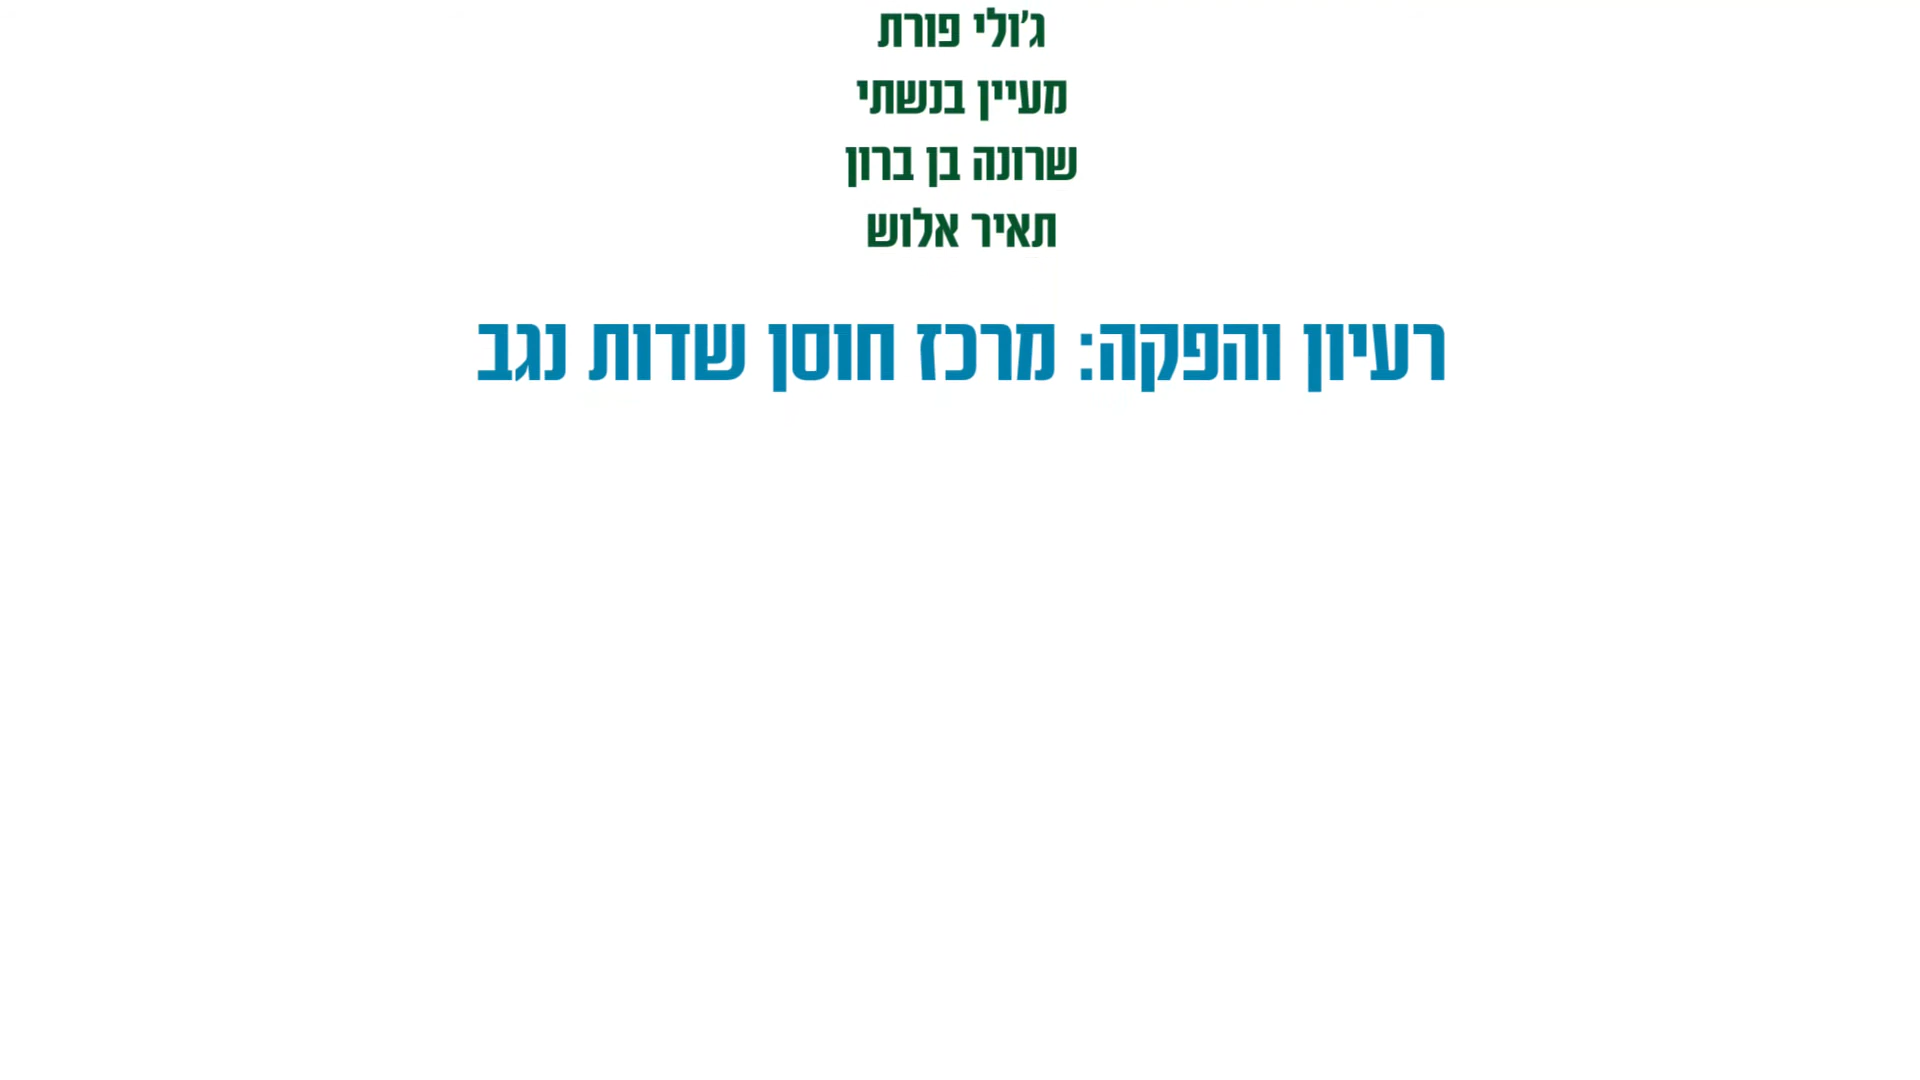 ג'ולי פורת
מעיין בנשתי
שרונה בן ברון
תאיר אלוש
רעיון והפקה: מרכז חוסן שדות נגב